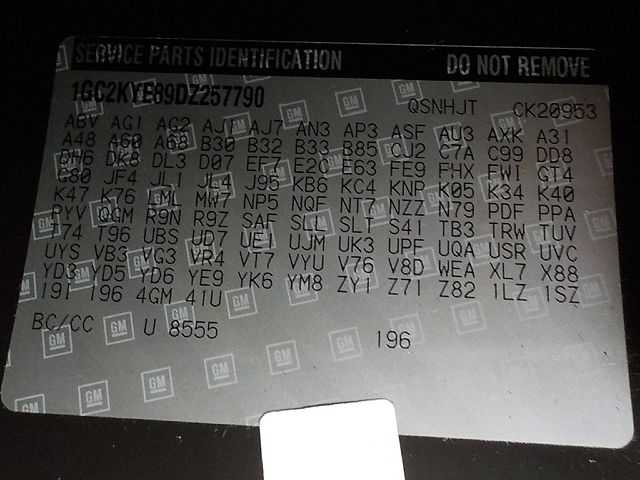 SERVICE PARTS IDENTIFICATION DO NOT REMOVE
1GC2KYE89DZ257790 QSNHJT CK20953
ABV AG1 AG2 AJ1 AJ7 AN3 AP3 ASF AU3 AXK A31
A48 A60 A68 B30 B32 B33 B85 CJ2 C7A C99 DD8
DH6 DK8 DL3 D07 EF7 E2C E63 FE9 FHX FWI GT4
G80 JF4 JL1 JL4 J95 KB6 KC4 KNR K05 K34 K40
K47 K76 LML MW7 NP5 NQF NT7 NZZ N79 PDF PPA
PYV QGM R9N R9Z SAF SLL SLT S41 TB3 TRW TUV
T74 T96 UBS UD7 UE1 UJM UK3 UPF UQA USR UVC
UYS VB3 VG3 VR4 VT7 VYU V76 V8D WEA XL7 X88
YD3 YD5 YD6 YE9 YK6 YM8 ZY1 Z71 Z82 1LZ 1SZ
191 196 4GM 41U
BC/CC U 8555 196